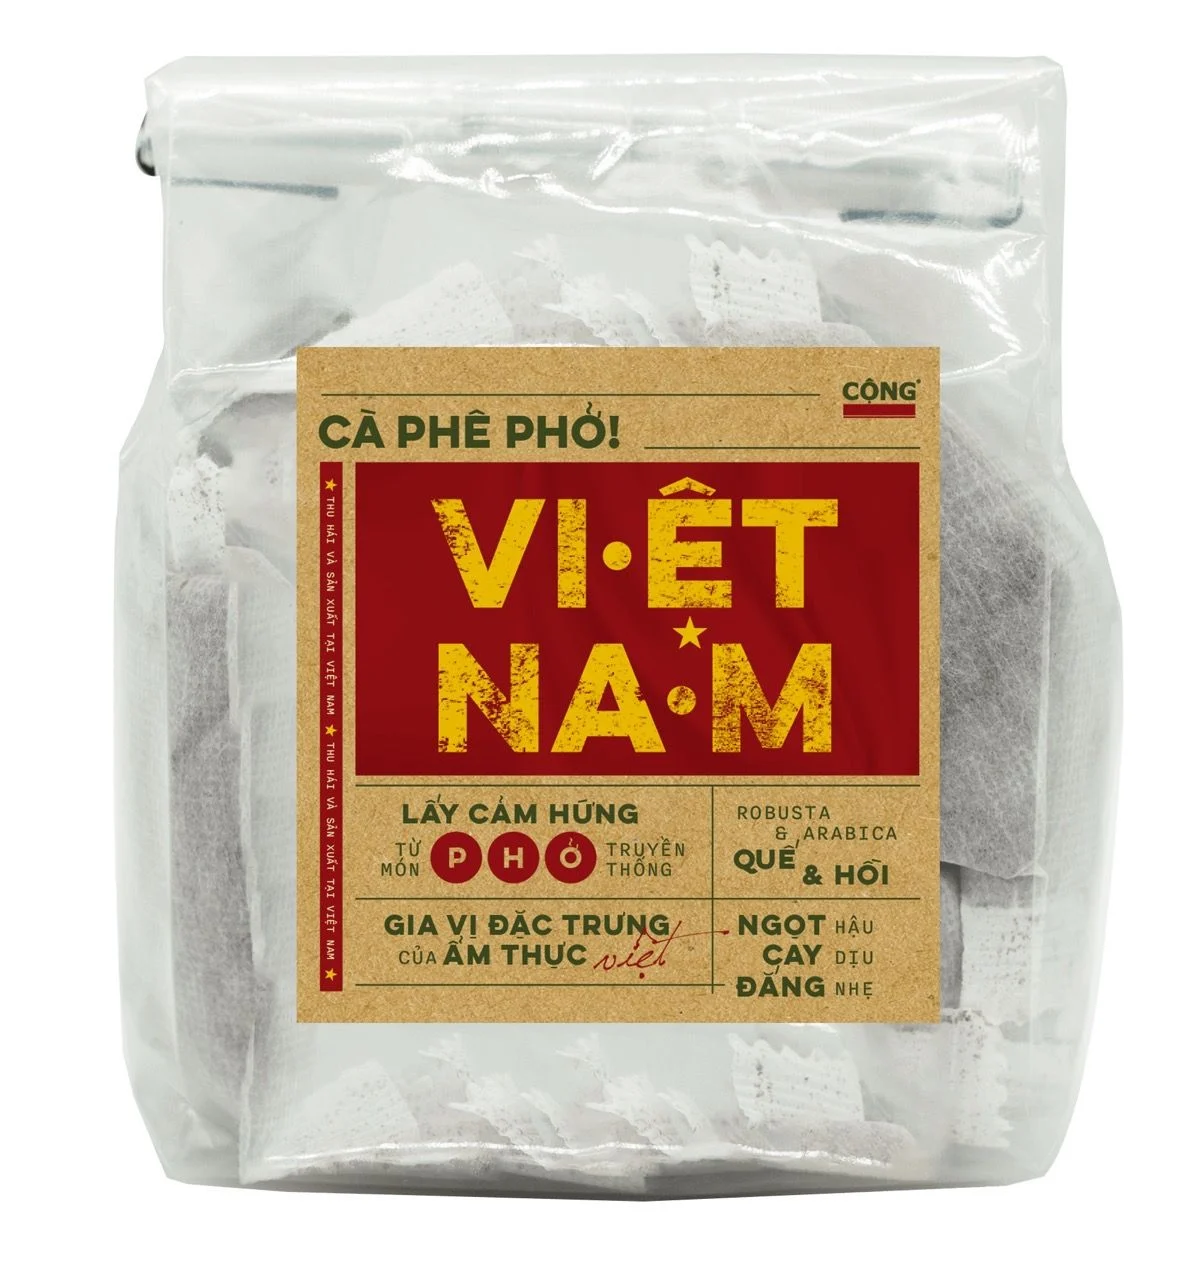 CỘNG
CÀ PHÊ PHỞ!
VI•ỆT
NA•M
THU HÁI VÀ SẢN XUẤT TẠI VIỆT NAM ★ THU HÁI VÀ SẢN XUẤT TẠI VIỆT NAM
LẤY CẢM HỨNG
TỪ MÓN PHỞ TRUYỀN THỐNG
ROBUSTA
& ARABICA
QUẾ
& HỒI
GIA VỊ ĐẶC TRƯNG
CỦA ẨM THỰC việt
NGỌT HẬU
CAY DỊU
ĐẮNG NHẸ